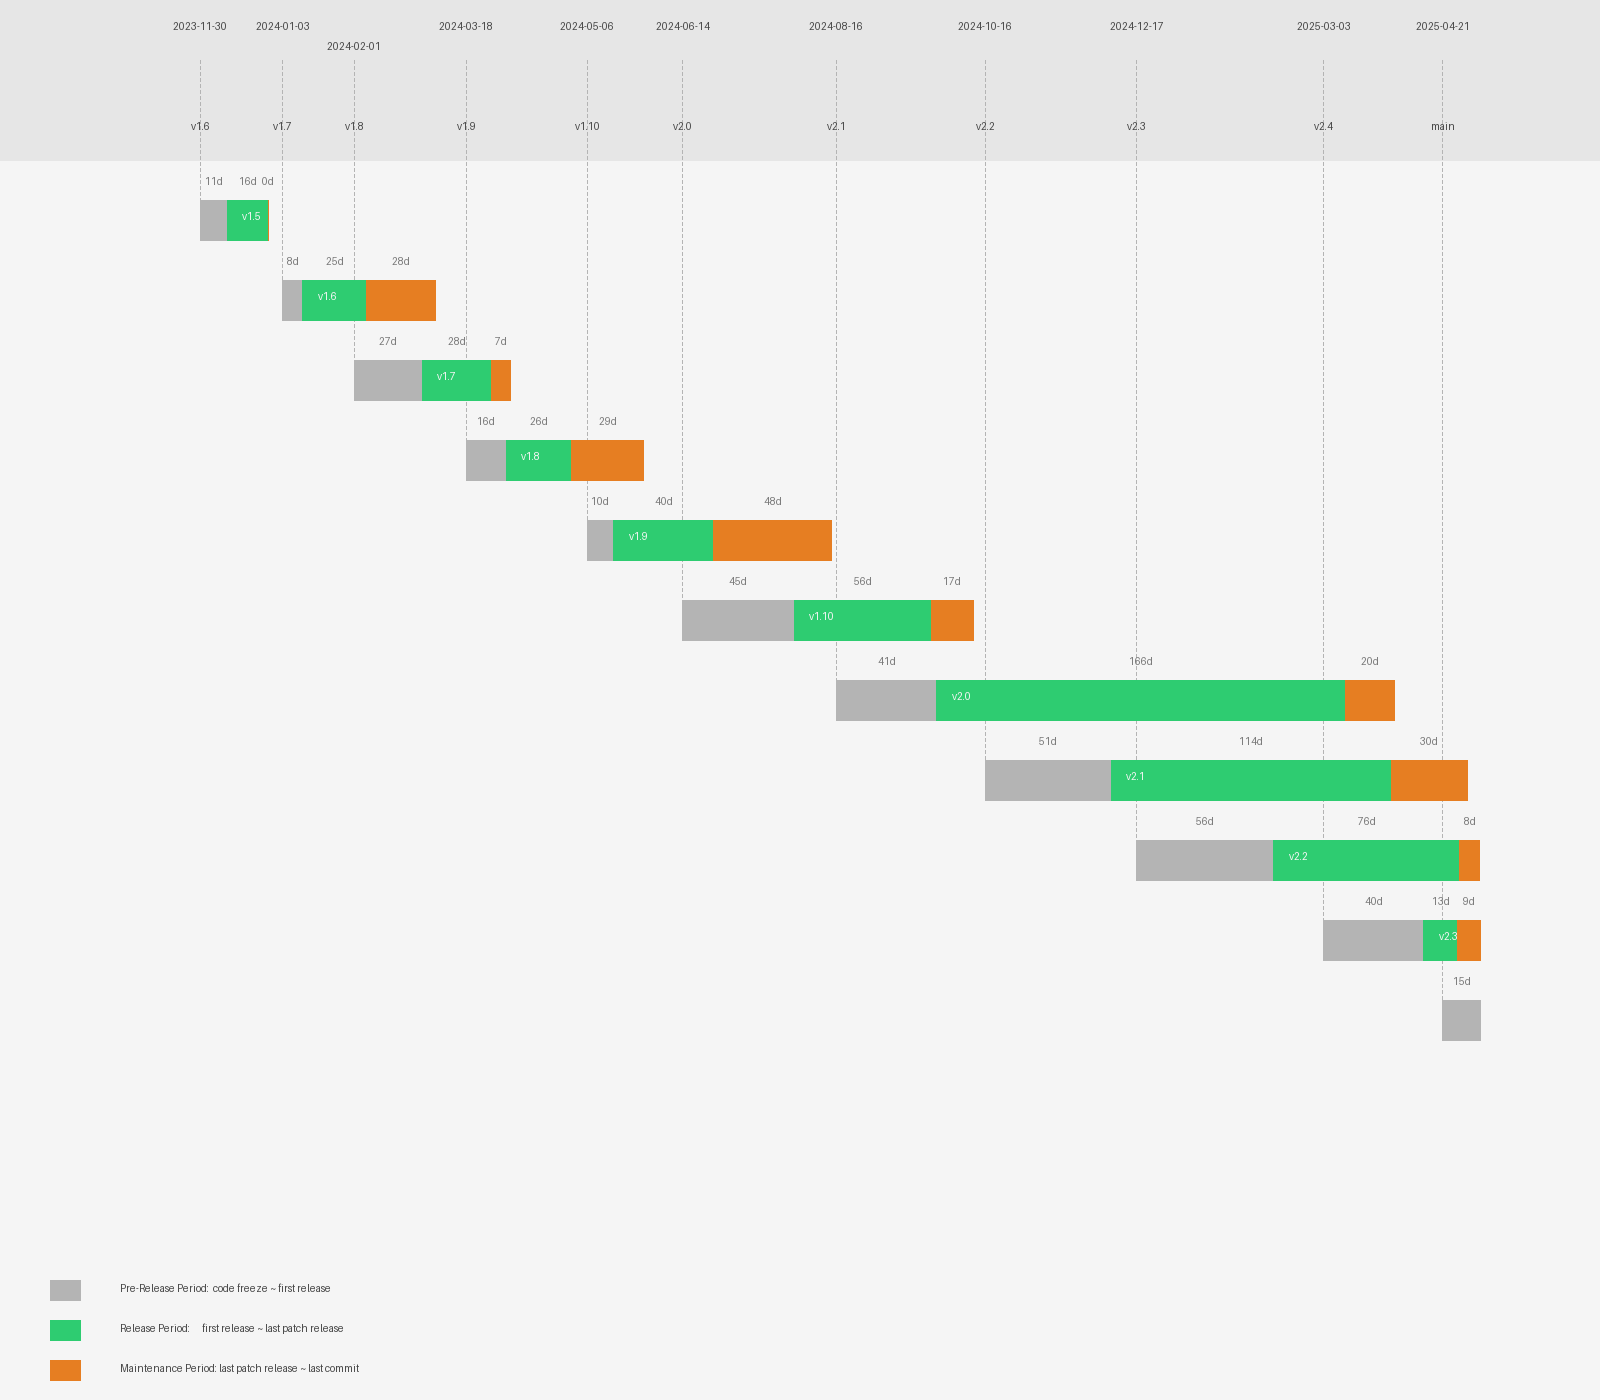 2023-11-30 2024-01-03 2024-03-18 2024-05-06 2024-06-14 2024-08-16 2024-10-16 2024-12-17 2025-03-03 2025-04-21
2024-02-01
v1.6 v1.7 v1.8 v1.9 v1.10 v2.0 v2.1 v2.2 v2.3 v2.4 main
11d 16d 0d
v1.5
8d 25d 28d
v1.6
27d 28d 7d
v1.7
16d 26d 29d
v1.8
10d 40d 48d
v1.9
45d 56d 17d
v1.10
41d 166d 20d
v2.0
51d 114d 30d
v2.1
56d 76d 8d
v2.2
40d 13d 9d
v2.3
15d
Pre-Release Period: code freeze ~ first release
Release Period: first release ~ last patch release
Maintenance Period: last patch release ~ last commit